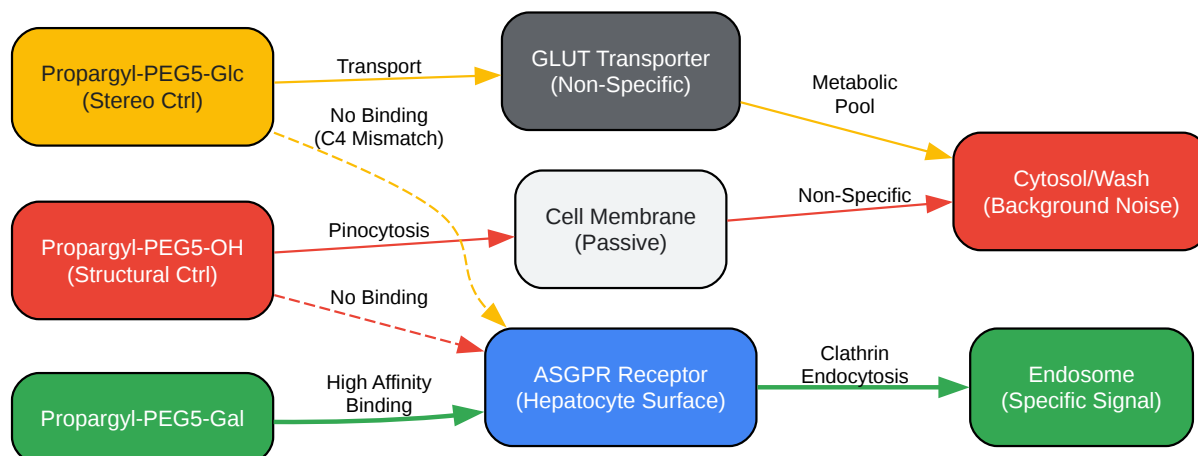 Propargyl-PEG5-Glc
(Stereo Ctrl)
Transport
GLUT Transporter
(Non-Specific)
No Binding
(C4 Mismatch)
Metabolic
Pool
Propargyl-PEG5-OH
(Structural Ctrl)
Pinocytosis
Cell Membrane
(Passive)
Non-Specific
Cytosol/Wash
(Background Noise)
No Binding
Propargyl-PEG5-Gal
High Affinity
Binding
ASGPR Receptor
(Hepatocyte Surface)
Clathrin
Endocytosis
Endosome
(Specific Signal)